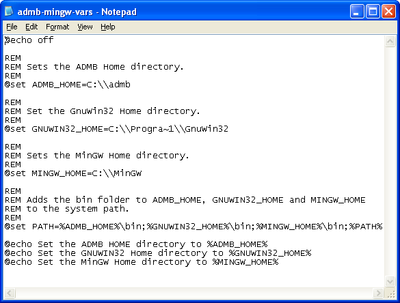 admb-mingw-vars - Notepad
File Edit Format View Help
@echo off
REM
REM Sets the ADMB Home directory.
REM
@set ADMB_HOME=C:\\admb
REM
REM Set the GnuWin32 Home directory.
REM
@set GNUWIN32_HOME=C:\\Progra~1\\GnuWin32
REM
REM Sets the MinGW Home directory.
REM
@set MINGW_HOME=C:\\MinGW
REM
REM Adds the bin folder to ADMB_HOME, GNUWIN32_HOME and MINGW_HOME
REM to the system path.
REM
@set PATH=%ADMB_HOME%\bin;%GNUWIN32_HOME%\bin;%MINGW_HOME%\bin;%PATH%
@echo Set the ADMB HOME directory to %ADMB_HOME%
@echo Set the GNUWIN32 Home directory to %GNUWIN32_HOME%
@echo Set the MinGW Home directory to %MINGW_HOME%